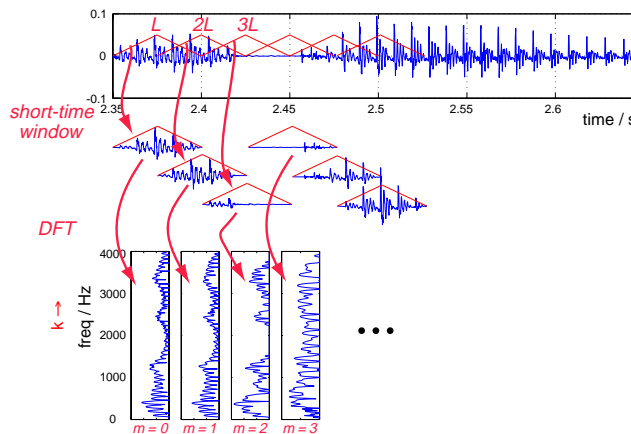 0.1
L 2L 3L
0
-0.1
2.35 2.4 2.45 2.5 2.55 2.6
time / s
short-time
window
DFT
4000
3000
2000
1000
0
k →
freq / Hz
• • •
m = 0 m = 1 m = 2 m = 3